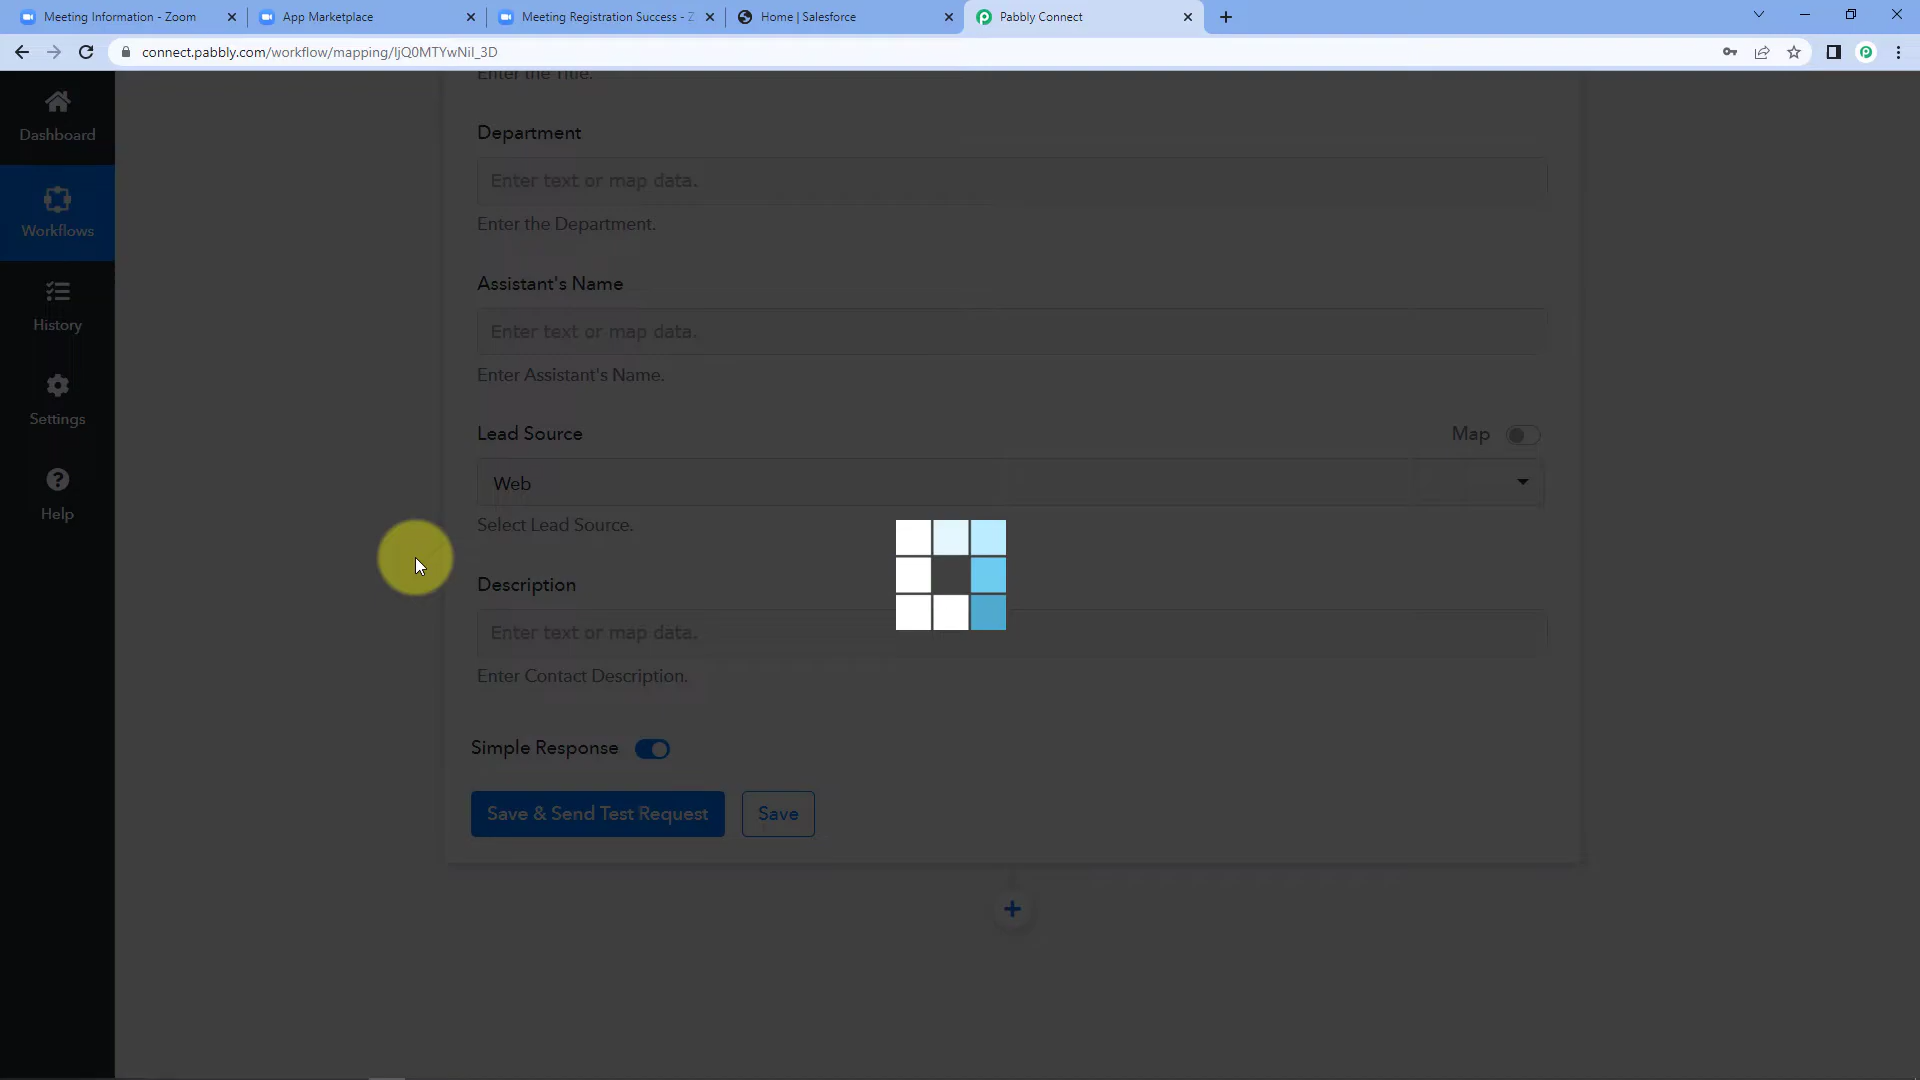 Meeting Information - Zoom
App Marketplace
Meeting Registration Success - Z
Home | Salesforce
Pabbly Connect
connect.pabbly.com/workflow/mapping/IjQ0MTYwNiI_3D
Enter the Title.
Dashboard
Workflows
History
Settings
Help
Department
Enter text or map data.
Enter the Department.
Assistant's Name
Enter text or map data.
Enter Assistant's Name.
Lead Source
Map
Web
Select Lead Source.
Description
Enter text or map data.
Enter Contact Description.
Simple Response
Save & Send Test Request
Save